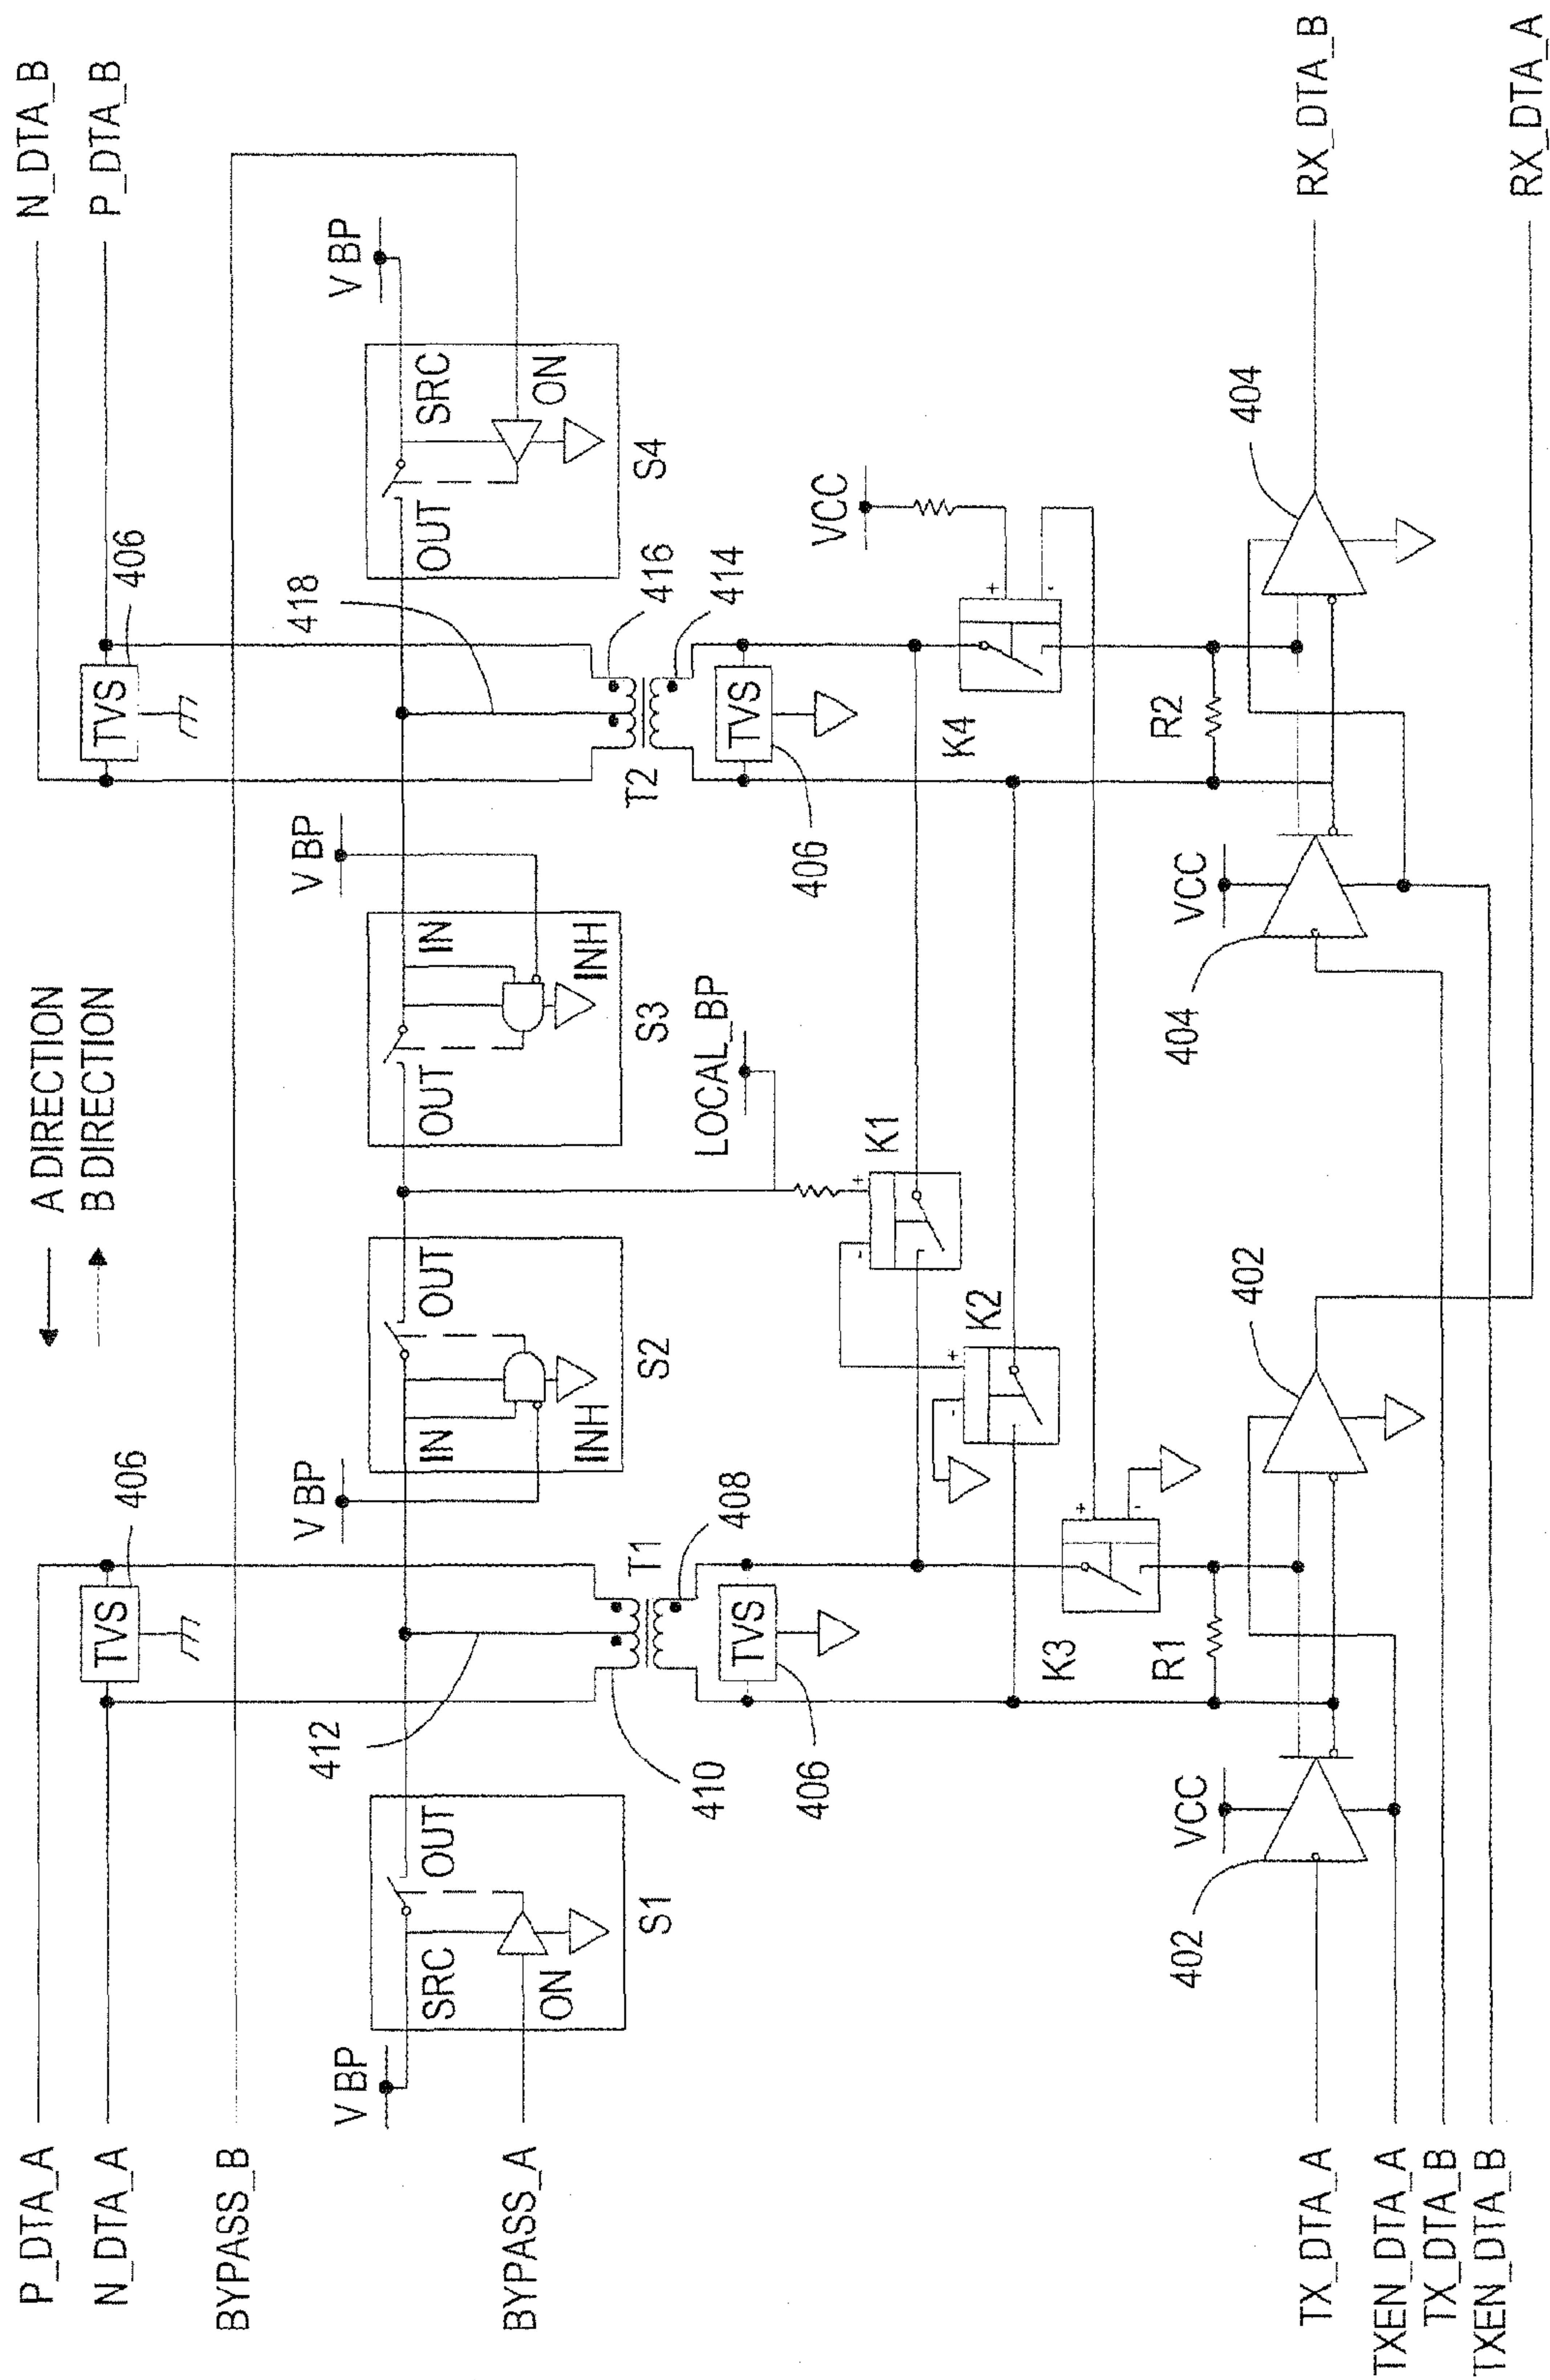 A DIRECTION
B DIRECTION
P_DTA_A
N_DTA_A
N_DTA_B
P_DTA_B
TVS
406
TVS
406
BYPASS_B
V BP
SRC
OUT
ON
S1
BYPASS_A
412
V BP
IN
OUT
INH
S2
OUT
IN
INH
S3
V BP
418
OUT
SRC
ON
S4
V BP
410
T1
408
TVS
406
LOCAL_BP
T2
416
414
TVS
406
K1
+
-
K2
+
-
K3
+
-
K4
+
-
VCC
R1
R2
VCC
402
402
VCC
404
404
TX_DTA_A
TXEN_DTA_A
TX_DTA_B
TXEN_DTA_B
RX_DTA_B
RX_DTA_A